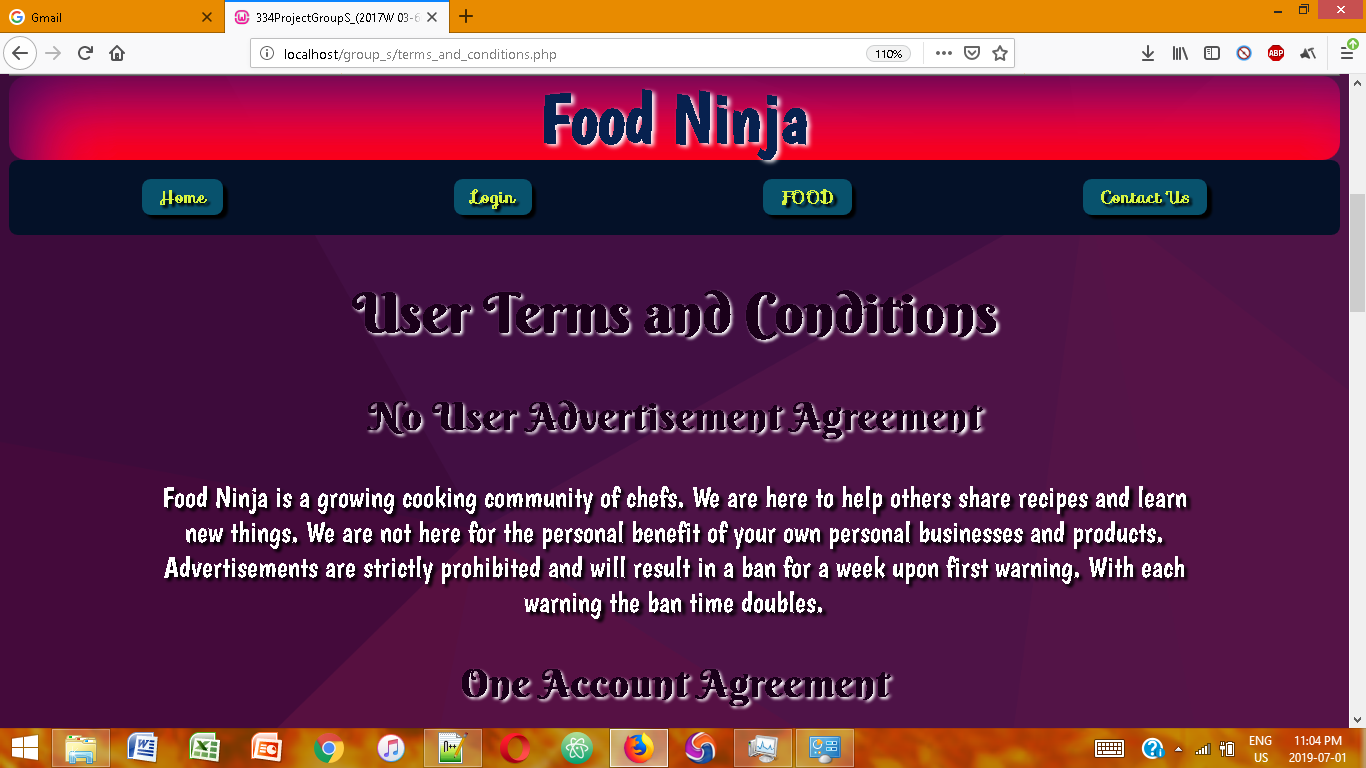 Gmail
334ProjectGroupS_(2017W 03-6
localhost/group_s/terms_and_conditions.php
110%
ABP
Food Ninja
Home
Login
FOOD
Contact Us
User Terms and Conditions
No User Advertisement Agreement
Food Ninja is a growing cooking community of chefs. We are here to help others share recipes and learn
new things. We are not here for the personal benefit of your own personal businesses and products.
Advertisements are strictly prohibited and will result in a ban for a week upon first warning. With each
warning the ban time doubles.
One Account Agreement
ENG
US
11:04 PM
2019-07-01